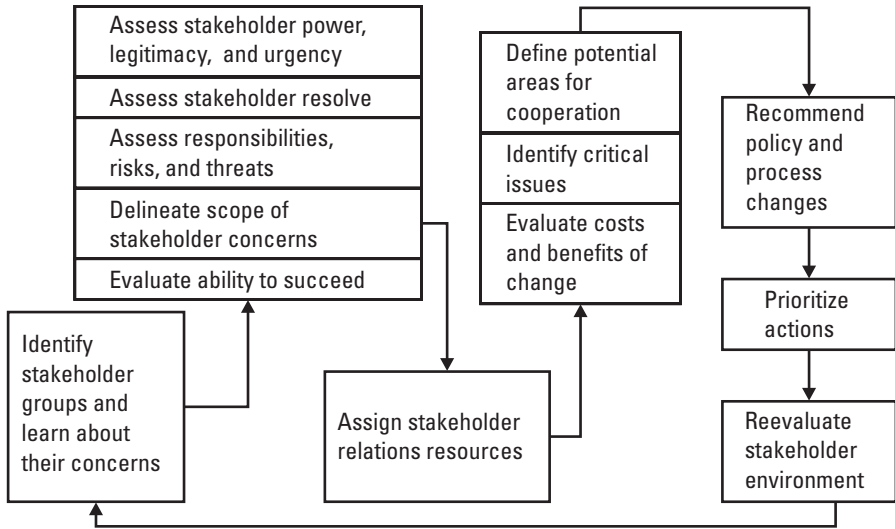 Assess stakeholder power,
legitimacy, and urgency
Assess stakeholder resolve
Assess responsibilities,
risks, and threats
Delineate scope of
stakeholder concerns
Evaluate ability to succeed
Identify
stakeholder
groups and
learn about
their concerns
Assign stakeholder
relations resources
Define potential
areas for
cooperation
Identify critical
issues
Evaluate costs
and benefits of
change
Recommend
policy and
process
changes
Prioritize
actions
Reevaluate
stakeholder
environment